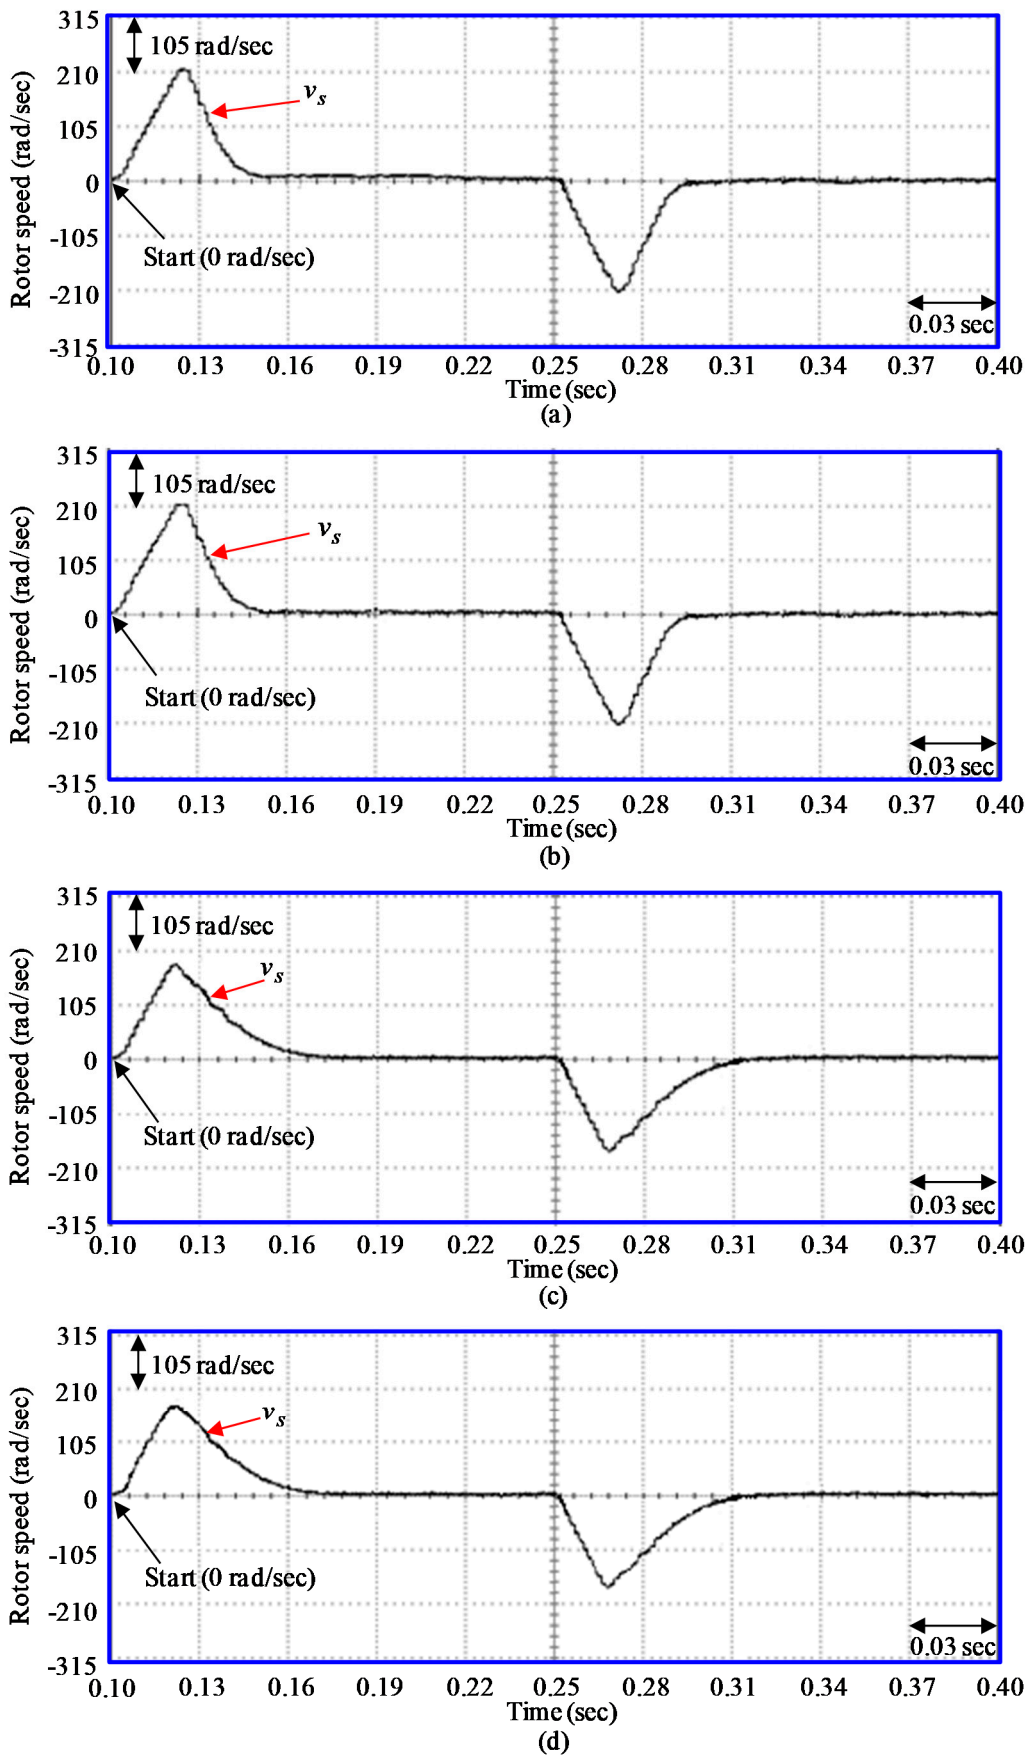 315
105 rad/sec
210
v_s
105
0
-105
Start (0 rad/sec)
-210
0.03 sec
-315
Rotor speed (rad/sec)
0.10 0.13 0.16 0.19 0.22 0.25 0.28 0.31 0.34 0.37 0.40
Time (sec)
(a)
315
105 rad/sec
210
v_s
105
0
-105
Start (0 rad/sec)
-210
0.03 sec
-315
Rotor speed (rad/sec)
0.10 0.13 0.16 0.19 0.22 0.25 0.28 0.31 0.34 0.37 0.40
Time (sec)
(b)
315
105 rad/sec
210
v_s
105
0
-105
Start (0 rad/sec)
-210
0.03 sec
-315
Rotor speed (rad/sec)
0.10 0.13 0.16 0.19 0.22 0.25 0.28 0.31 0.34 0.37 0.40
Time (sec)
(c)
315
105 rad/sec
210
v_s
105
0
-105
Start (0 rad/sec)
-210
0.03 sec
-315
Rotor speed (rad/sec)
0.10 0.13 0.16 0.19 0.22 0.25 0.28 0.31 0.34 0.37 0.40
Time (sec)
(d)